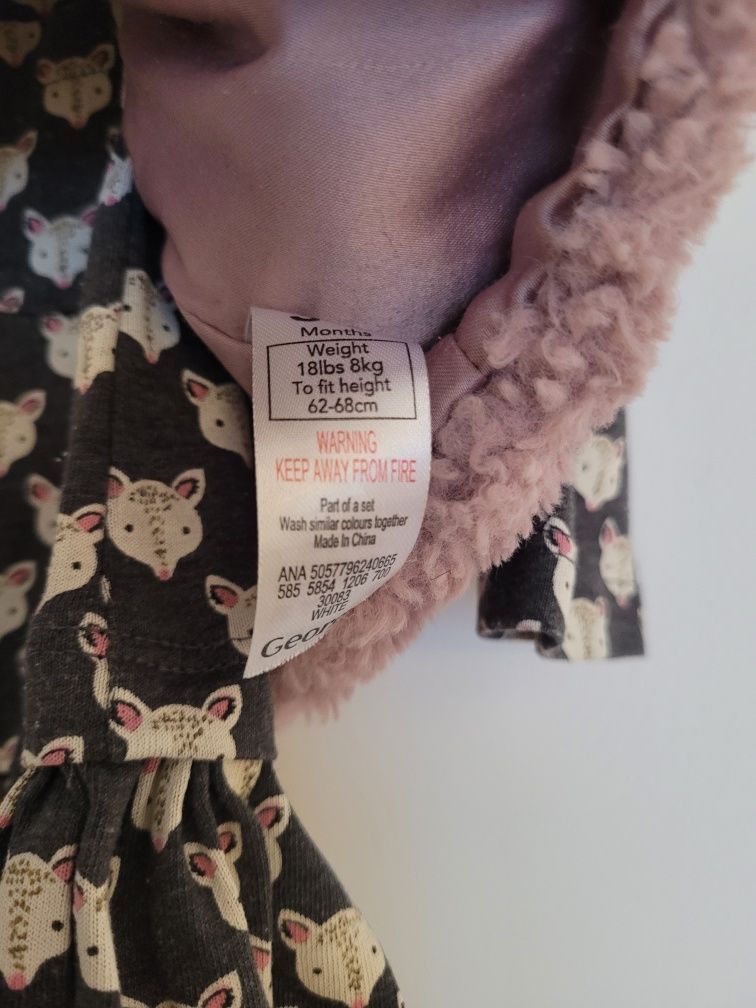 Months
Weight
18lbs 8kg
To fit height
62-68cm
WARNING
KEEP AWAY FROM FIRE
Part of a set
Wash similar colours together
Made In China
ANA 5057796240665
585 5854 1206 700
30083
WHITE
Geor